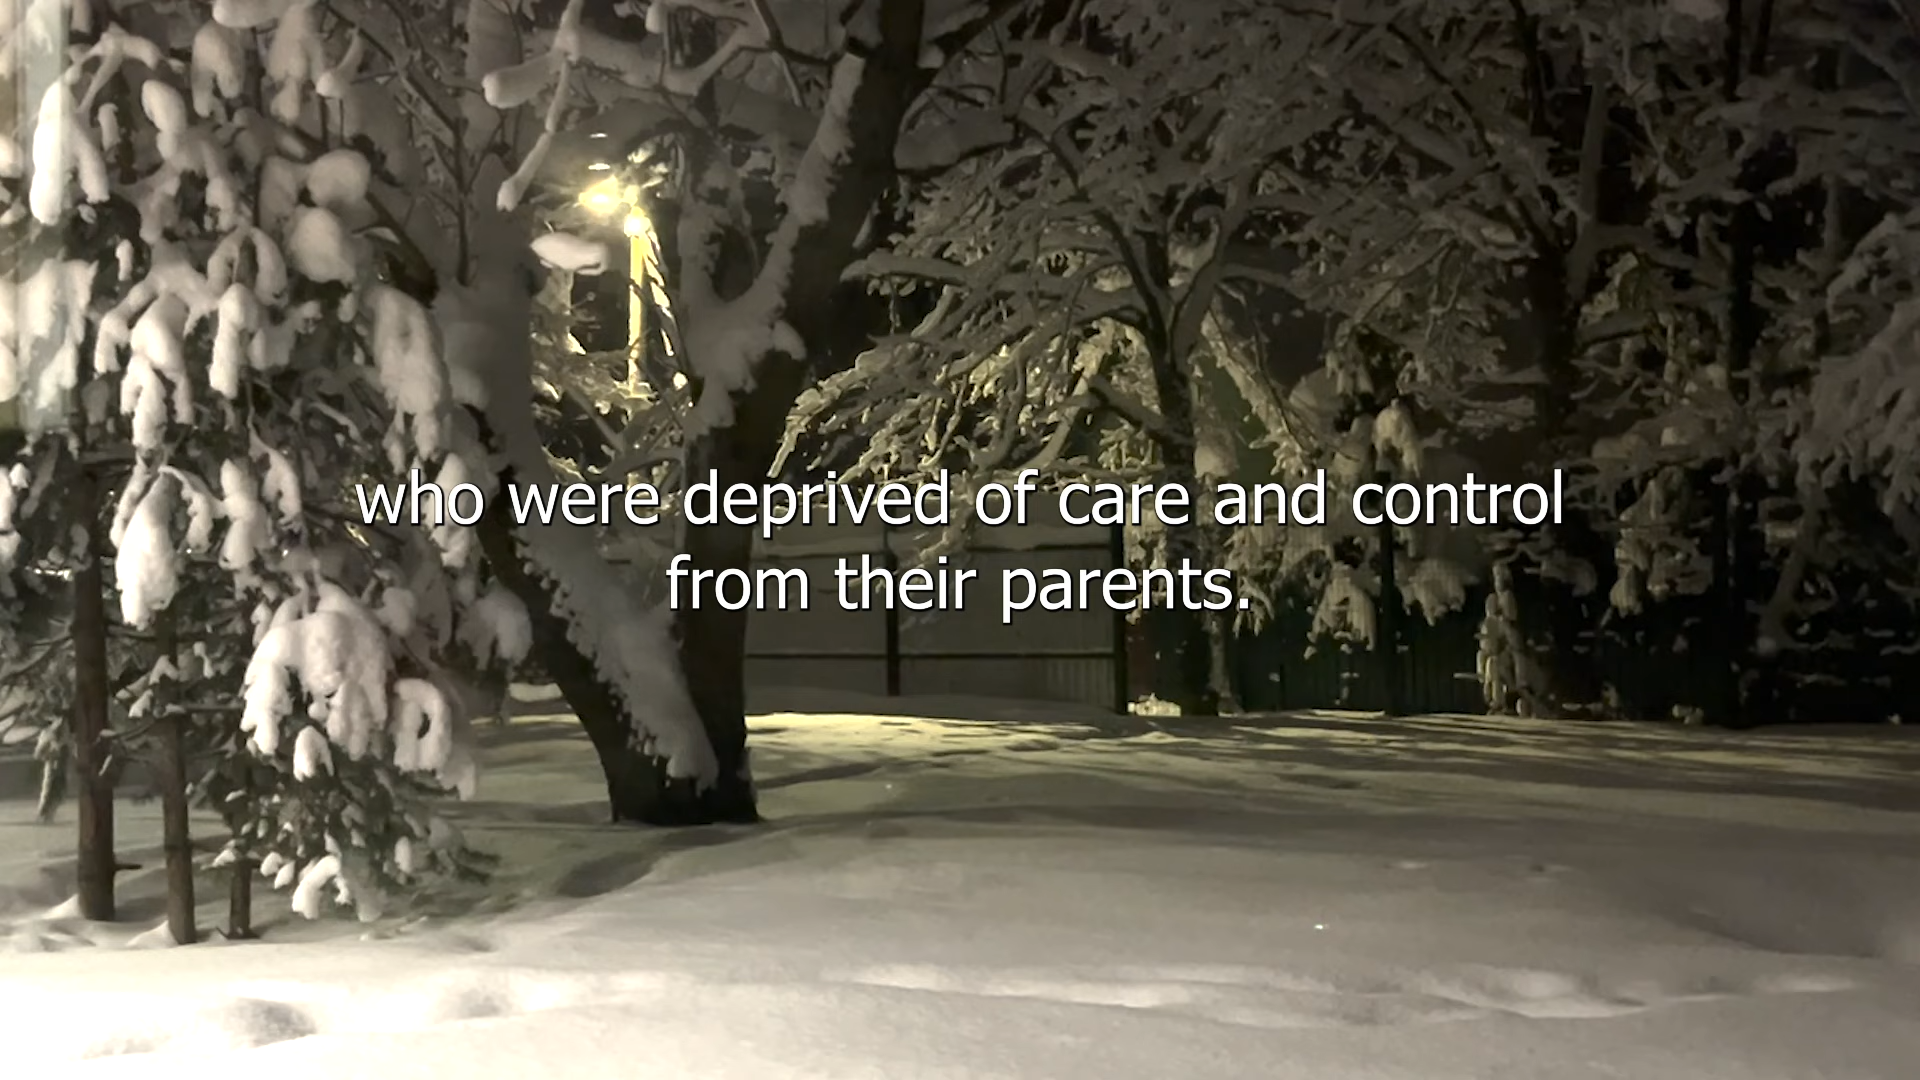 who were deprived of care and control
from their parents.